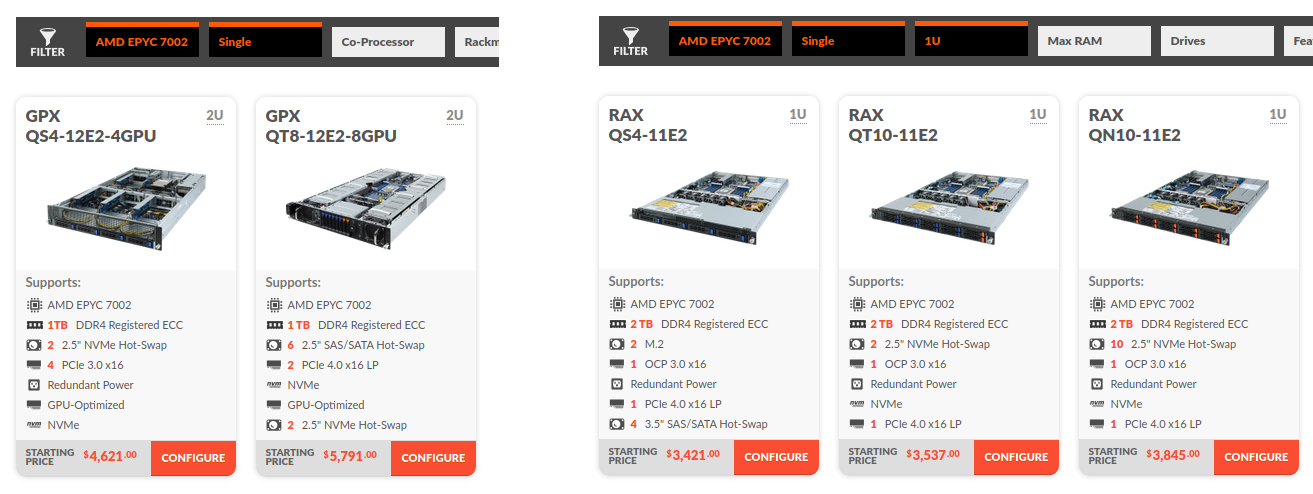 FILTER
AMD EPYC 7002
Single
Co-Processor
Rackm
GPX
QS4-12E2-4GPU
2U
Supports:
AMD EPYC 7002
1TB DDR4 Registered ECC
2 2.5" NVMe Hot-Swap
4 PCIe 3.0 x16
Redundant Power
GPU-Optimized
NVMe
STARTING
PRICE
$4,621.00
CONFIGURE
GPX
QT8-12E2-8GPU
2U
Supports:
AMD EPYC 7002
1TB DDR4 Registered ECC
6 2.5" SAS/SATA Hot-Swap
2 PCIe 4.0 x16 LP
NVMe
GPU-Optimized
2 2.5" NVMe Hot-Swap
STARTING
PRICE
$5,791.00
CONFIGURE
FILTER
AMD EPYC 7002
Single
1U
Max RAM
Drives
Fea
RAX
QS4-11E2
1U
Supports:
AMD EPYC 7002
2 TB DDR4 Registered ECC
2 M.2
1 OCP 3.0 x16
Redundant Power
1 PCIe 4.0 x16 LP
4 3.5" SAS/SATA Hot-Swap
STARTING
PRICE
$3,421.00
CONFIGURE
RAX
QT10-11E2
1U
Supports:
AMD EPYC 7002
2 TB DDR4 Registered ECC
2 2.5" NVMe Hot-Swap
1 OCP 3.0 x16
Redundant Power
NVMe
1 PCIe 4.0 x16 LP
STARTING
PRICE
$3,537.00
CONFIGURE
RAX
QN10-11E2
1U
Supports:
AMD EPYC 7002
2 TB DDR4 Registered ECC
10 2.5" NVMe Hot-Swap
1 OCP 3.0 x16
Redundant Power
NVMe
1 PCIe 4.0 x16 LP
STARTING
PRICE
$3,845.00
CONFIGURE